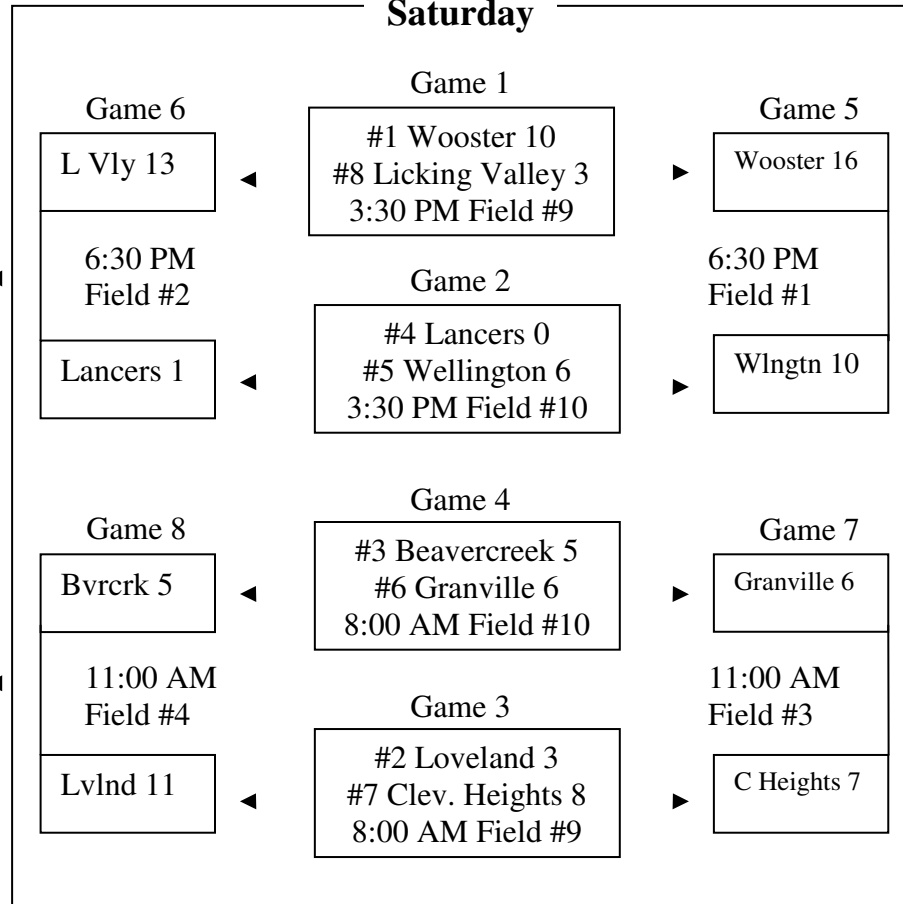 Saturday
Game 6
L Vly 13
6:30 PM
Field #2
Lancers 1
Game 1
#1 Wooster 10
#8 Licking Valley 3
3:30 PM Field #9
Game 2
#4 Lancers 0
#5 Wellington 6
3:30 PM Field #10
Game 5
Wooster 16
6:30 PM
Field #1
Wlngtn 10
Game 8
Bvrcrk 5
11:00 AM
Field #4
Lvlnd 11
Game 4
#3 Beavercreek 5
#6 Granville 6
8:00 AM Field #10
Game 3
#2 Loveland 3
#7 Clev. Heights 8
8:00 AM Field #9
Game 7
Granville 6
11:00 AM
Field #3
C Heights 7